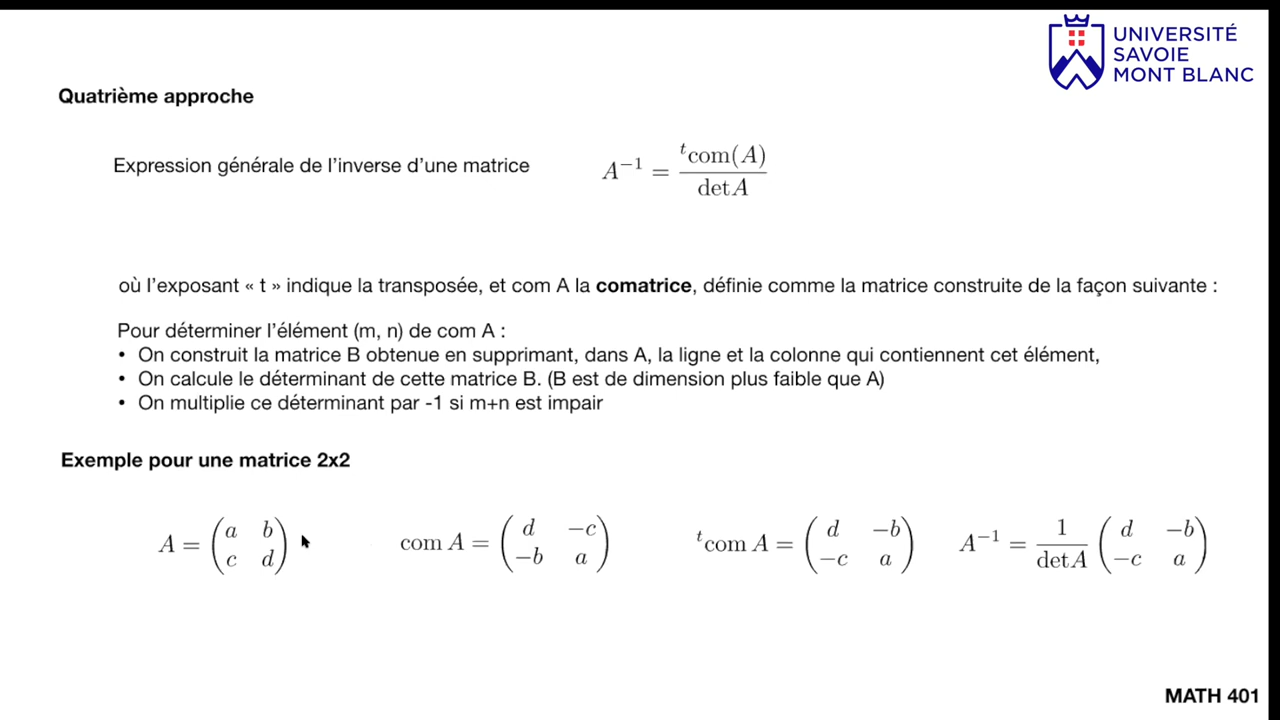 UNIVERSITÉ
SAVOIE
MONT BLANC
Quatrième approche
Expression générale de l'inverse d'une matrice A⁻¹ = ᵗcom(A) / detA
où l'exposant « t » indique la transposée, et com A la comatrice, définie comme la matrice construite de la façon suivante :
Pour déterminer l'élément (m, n) de com A :
• On construit la matrice B obtenue en supprimant, dans A, la ligne et la colonne qui contiennent cet élément,
• On calcule le déterminant de cette matrice B. (B est de dimension plus faible que A)
• On multiplie ce déterminant par -1 si m+n est impair
Exemple pour une matrice 2x2
A = (a b; c d) com A = (d −c; −b a) ᵗcom A = (d −b; −c a) A⁻¹ = 1/detA (d −b; −c a)
MATH 401